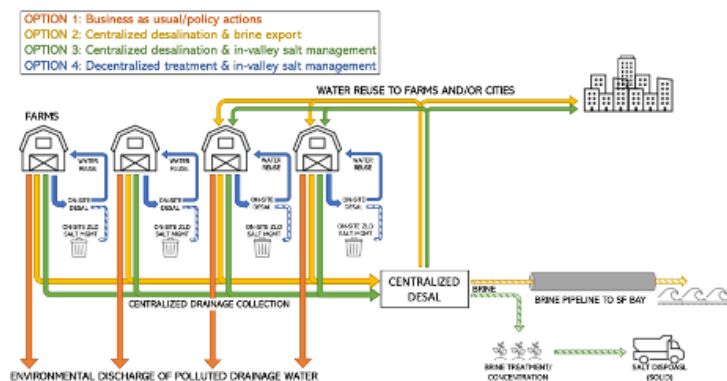 OPTION 1: Business as usual/policy actions
OPTION 2: Centralized desalination & brine export
OPTION 3: Centralized desalination & in-valley salt management
OPTION 4: Decentralized treatment & in-valley salt management
WATER REUSE TO FARMS AND/OR CITIES
FARMS
WATER
REUSE
WATER
REUSE
WATER
REUSE
WATER
REUSE
ON-SITE
DESAL
ON-SITE
DESAL
ON-SITE
DESAL
ON-SITE
DESAL
ON-SITE ZLD
SALT MGMT
ON-SITE ZLD
SALT MGMT
ON-SITE ZLD
SALT MGMT
ON-SITE ZLD
SALT MGMT
CENTRALIZED
DESAL
BRINE
BRINE PIPELINE TO SF BAY
CENTRALIZED DRAINAGE COLLECTION
BRINE TREATMENT/
CONCENTRATION
SALT DISPOAGL
(SOLID)
ENVIRONMENTAL DISCHARGE OF POLLUTED DRAINAGE WATER